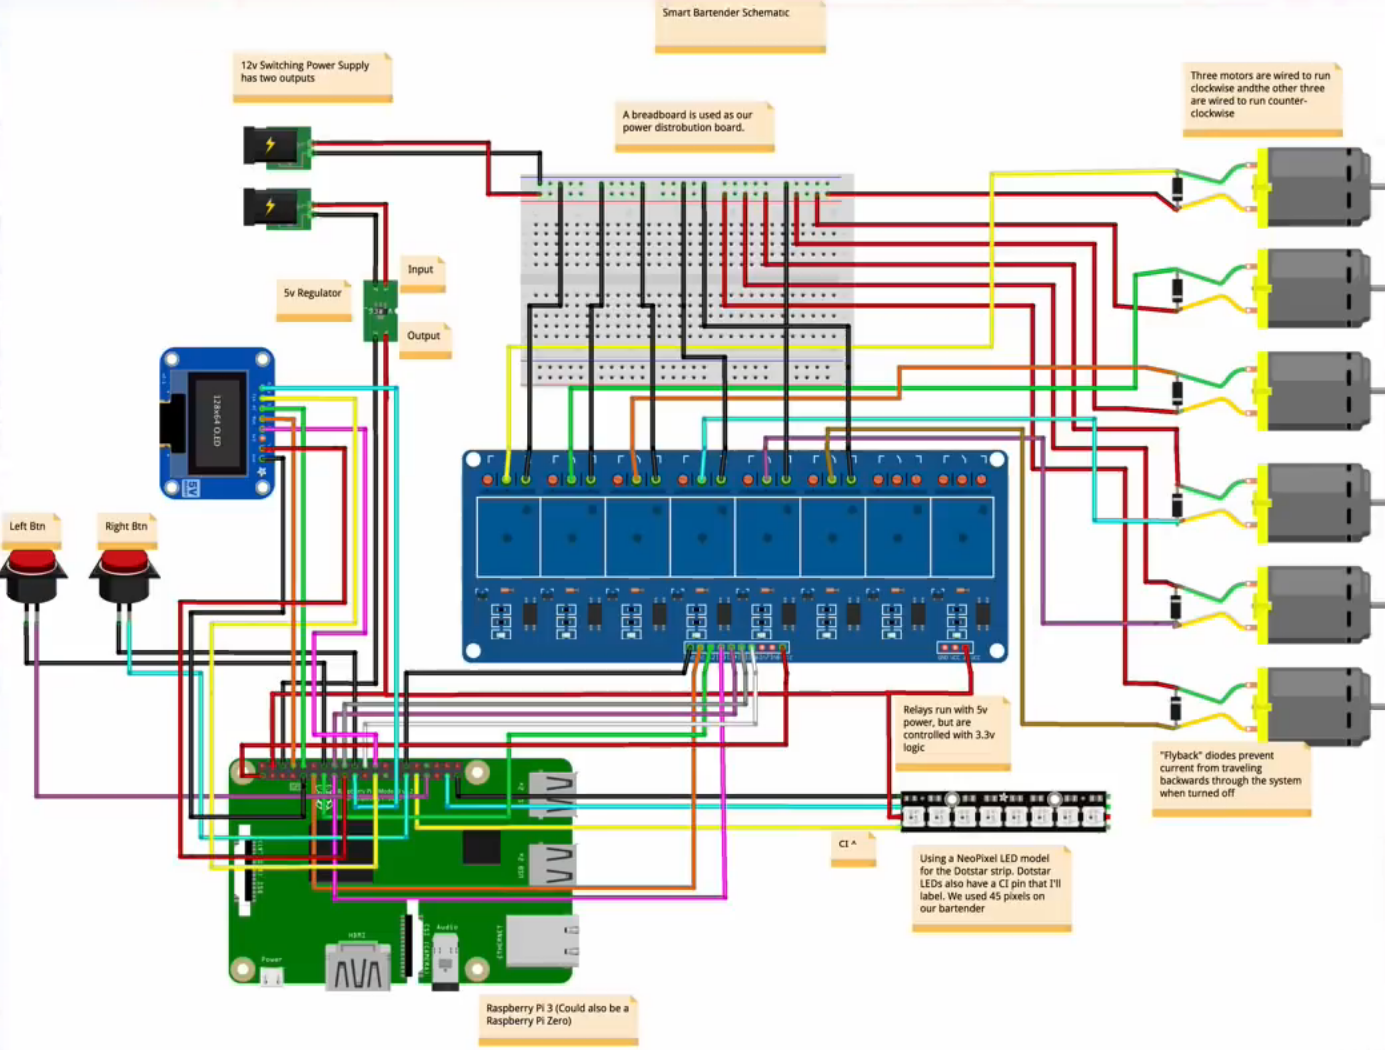 Smart Bartender Schematic
12v Switching Power Supply
has two outputs
A breadboard is used as our
power distrobution board.
Three motors are wired to run
clockwise andthe other three
are wired to run counter-
clockwise
Input
5v Regulator
Output
128x64 OLED
5V
Left Btn
Right Btn
Relays run with 5v
power, but are
controlled with 3.3v
logic
"Flyback" diodes prevent
current from traveling
backwards through the system
when turned off
CI ^
Using a NeoPixel LED model
for the Dotstar strip. Dotstar
LEDs also have a CI pin that I'll
label. We used 45 pixels on
our bartender
USB 2x
ETHERNET
Audio
HDMI
Power
Raspberry Pi 3 (Could also be a
Raspberry Pi Zero)